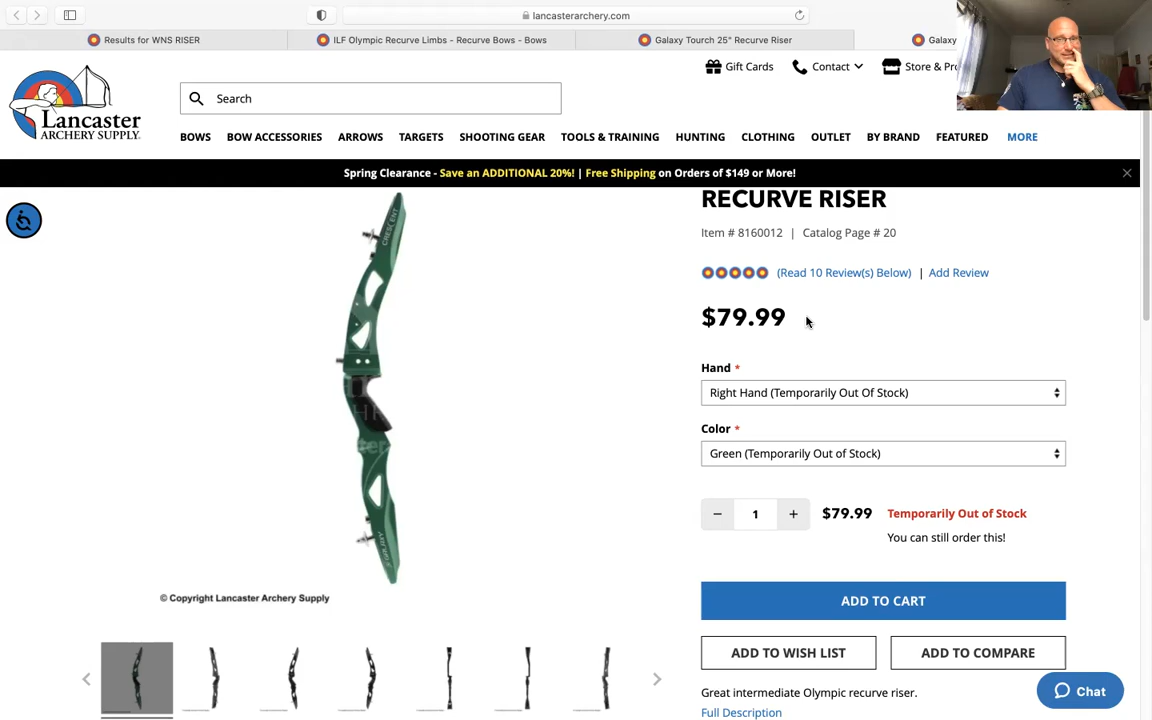 lancasterarchery.com
Results for WNS RISER
ILF Olympic Recurve Limbs - Recurve Bows - Bows
Galaxy Tourch 25" Recurve Riser
Galaxy
Gift Cards
Contact
Store & Pro
Lancaster
ARCHERY SUPPLY
Search
BOWS
BOW ACCESSORIES
ARROWS
TARGETS
SHOOTING GEAR
TOOLS & TRAINING
HUNTING
CLOTHING
OUTLET
BY BRAND
FEATURED
MORE
Spring Clearance - Save an ADDITIONAL 20%! | Free Shipping on Orders of $149 or More!
RECURVE RISER
Item # 8160012 | Catalog Page # 20
(Read 10 Review(s) Below) | Add Review
$79.99
Hand *
Right Hand (Temporarily Out Of Stock)
Color *
Green (Temporarily Out of Stock)
1
$79.99
Temporarily Out of Stock
You can still order this!
ADD TO CART
ADD TO WISH LIST
ADD TO COMPARE
Great intermediate Olympic recurve riser.
Full Description
Chat
CRESCENT
© Copyright Lancaster Archery Supply